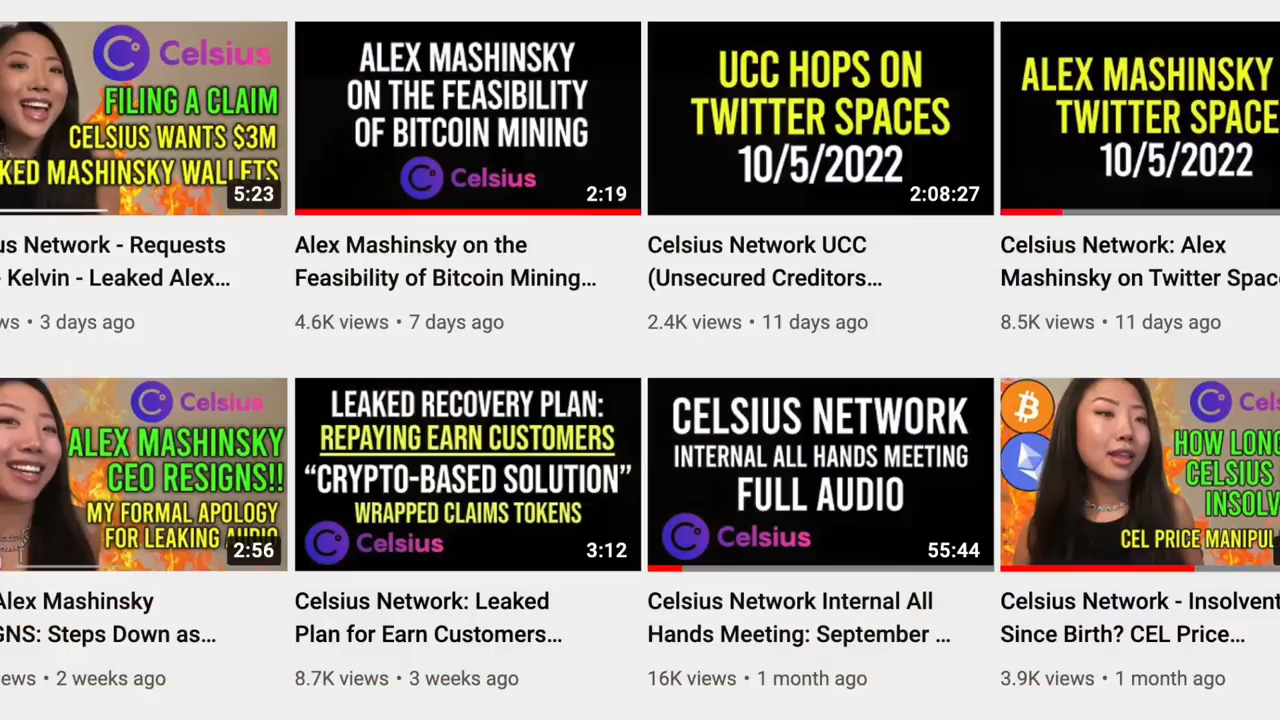 Celsius
FILING A CLAIM
CELSIUS WANTS $3M
KED MASHINSKY WALLETS
5:23
us Network - Requests
- Kelvin - Leaked Alex...
ws • 3 days ago
ALEX MASHINSKY
ON THE FEASIBILITY
OF BITCOIN MINING
Celsius
2:19
Alex Mashinsky on the
Feasibility of Bitcoin Mining...
4.6K views • 7 days ago
UCC HOPS ON
TWITTER SPACES
10/5/2022
2:08:27
Celsius Network UCC
(Unsecured Creditors...
2.4K views • 11 days ago
ALEX MASHINSKY
TWITTER SPACE
10/5/2022
Celsius Network: Alex
Mashinsky on Twitter Space
8.5K views • 11 days ago
Celsius
ALEX MASHINSKY
CEO RESIGNS!!
MY FORMAL APOLOGY
FOR LEAKING AUDIO
2:56
Alex Mashinsky
GNS: Steps Down as...
ews • 2 weeks ago
LEAKED RECOVERY PLAN:
REPAYING EARN CUSTOMERS
“CRYPTO-BASED SOLUTION”
WRAPPED CLAIMS TOKENS
Celsius
3:12
Celsius Network: Leaked
Plan for Earn Customers...
8.7K views • 3 weeks ago
CELSIUS NETWORK
INTERNAL ALL HANDS MEETING
FULL AUDIO
Celsius
55:44
Celsius Network Internal All
Hands Meeting: September ...
16K views • 1 month ago
Cels
HOW LONG
CELSIUS
INSOLV
CEL PRICE MANIPUL
Celsius Network - Insolvent
Since Birth? CEL Price...
3.9K views • 1 month ago